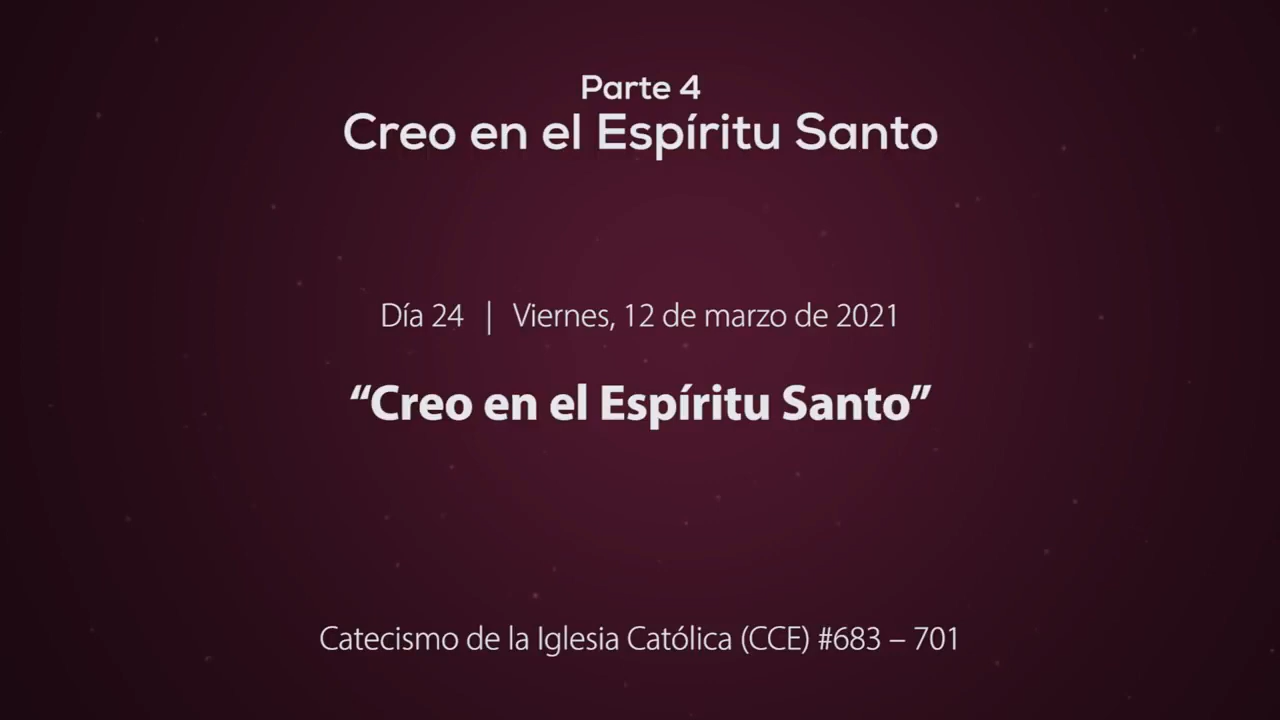 Parte 4
Creo en el Espíritu Santo
Día 24 | Viernes, 12 de marzo de 2021
“Creo en el Espíritu Santo”
Catecismo de la Iglesia Católica (CCE) #683 – 701